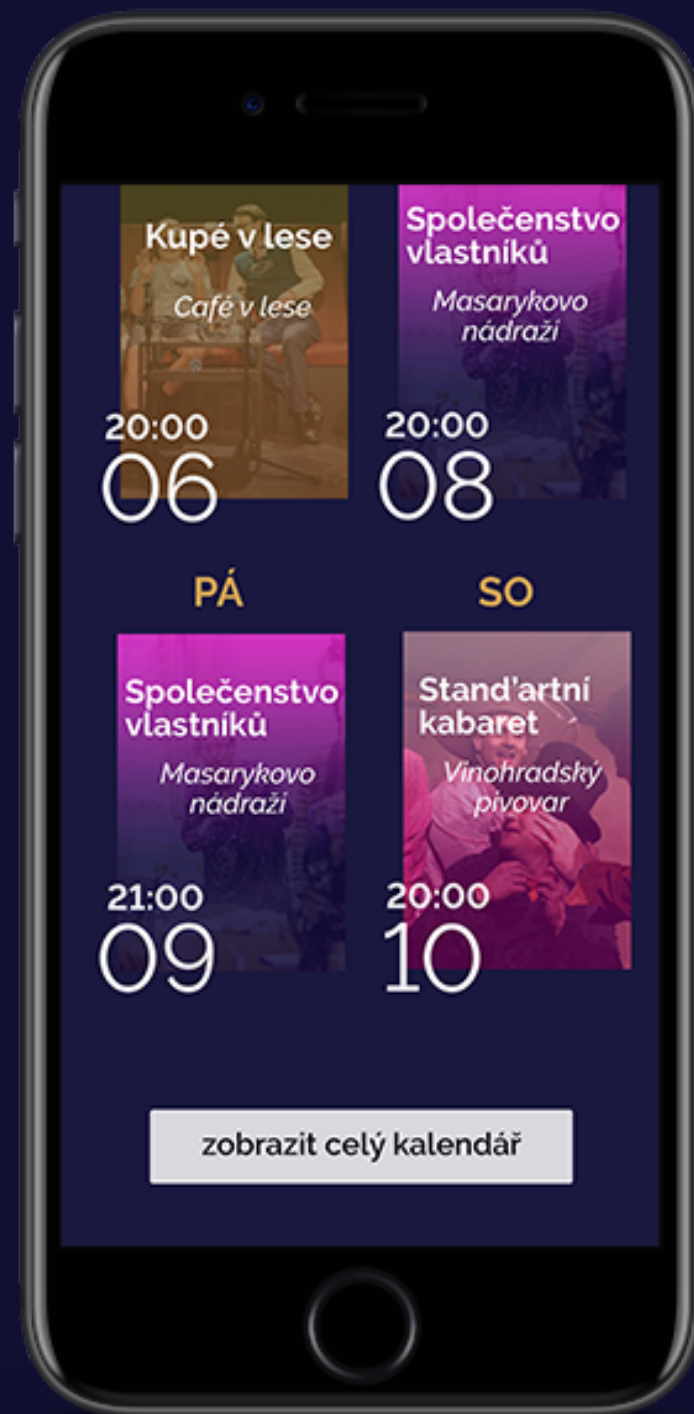 Kupé v lese
Café v lese
20:00
06
Společenstvo
vlastníků
Masarykovo
nádraží
20:00
08
PÁ
Společenstvo
vlastníků
Masarykovo
nádraží
21:00
09
SO
Stand’artní
kabaret
Vinohradský
pivovar
20:00
10
zobrazit celý kalendář